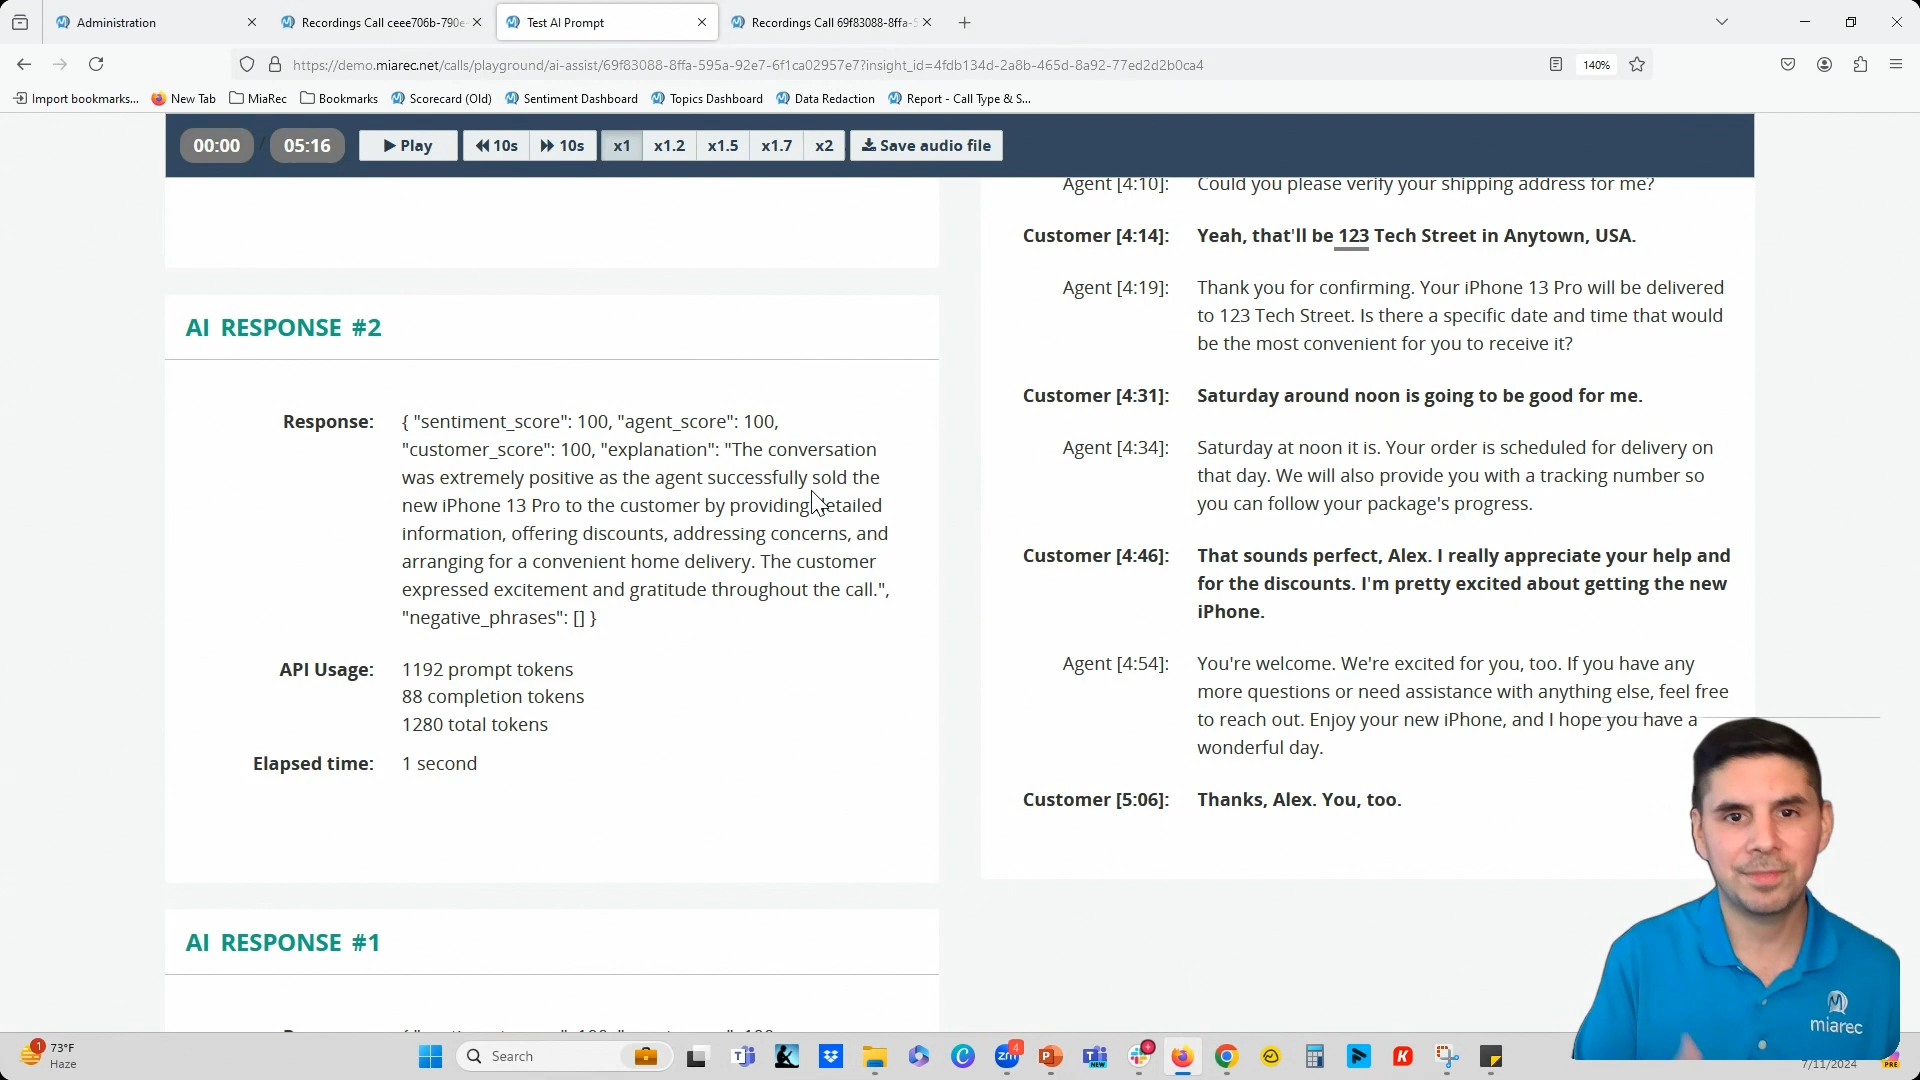 Administration
Recordings Call ceee706b-790e-
Test AI Prompt
Recordings Call 69f83088-8ffa-5
https://demo.miarec.net/calls/playground/ai-assist/69f83088-8ffa-595a-92e7-6f1ca02957e7?insight_id=4fdb134d-2a8b-465d-8a92-77ed2d2b0ca4
140%
Import bookmarks...
New Tab
MiaRec
Bookmarks
Scorecard (Old)
Sentiment Dashboard
Topics Dashboard
Data Redaction
Report - Call Type & S...
00:00 / 05:16
Play
10s
10s
x1
x1.2
x1.5
x1.7
x2
Save audio file
AI RESPONSE #2
Response: { "sentiment_score": 100, "agent_score": 100,
"customer_score": 100, "explanation": "The conversation
was extremely positive as the agent successfully sold the
new iPhone 13 Pro to the customer by providing detailed
information, offering discounts, addressing concerns, and
arranging for a convenient home delivery. The customer
expressed excitement and gratitude throughout the call.",
"negative_phrases": [] }
API Usage: 1192 prompt tokens
88 completion tokens
1280 total tokens
Elapsed time: 1 second
AI RESPONSE #1
Agent [4:10]: Could you please verify your shipping address for me?
Customer [4:14]: Yeah, that'll be 123 Tech Street in Anytown, USA.
Agent [4:19]: Thank you for confirming. Your iPhone 13 Pro will be delivered
to 123 Tech Street. Is there a specific date and time that would
be the most convenient for you to receive it?
Customer [4:31]: Saturday around noon is going to be good for me.
Agent [4:34]: Saturday at noon it is. Your order is scheduled for delivery on
that day. We will also provide you with a tracking number so
you can follow your package's progress.
Customer [4:46]: That sounds perfect, Alex. I really appreciate your help and
for the discounts. I'm pretty excited about getting the new
iPhone.
Agent [4:54]: You're welcome. We're excited for you, too. If you have any
more questions or need assistance with anything else, feel free
to reach out. Enjoy your new iPhone, and I hope you have a
wonderful day.
Customer [5:06]: Thanks, Alex. You, too.
miarec
1
73°F
Haze
Search
4
7/11/2024
PRE